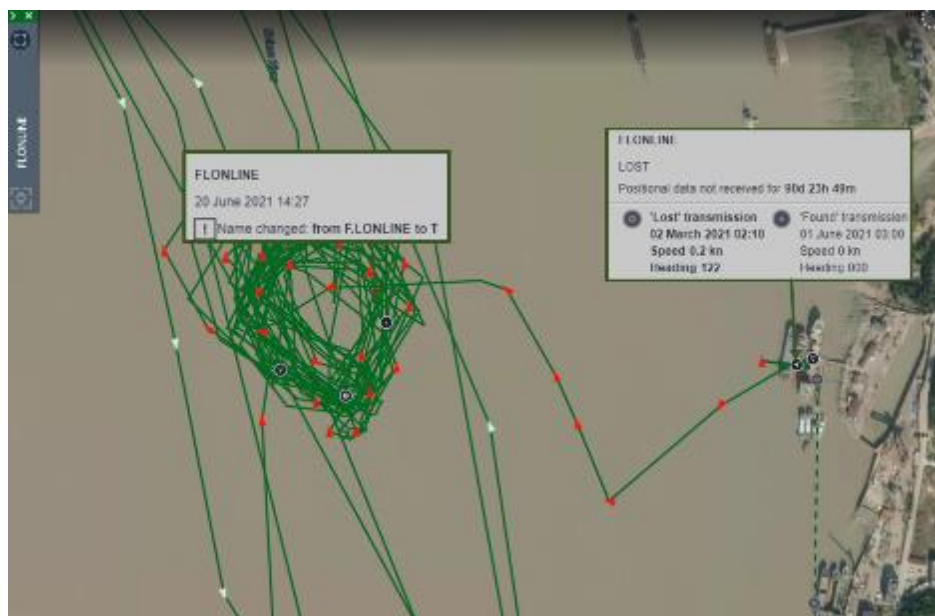 FLONLINE
FLONLINE
20 June 2021 14:27
! Name changed: from F.LONLINE to T
FLONLINE
LOST
Positional data not received for 90d 23h 49m
'Lost' transmission
02 March 2021 02:10
Speed 0.2 kn
Heading 122
'Found' transmission
01 June 2021 03:00
Speed 0 kn
Heading 000